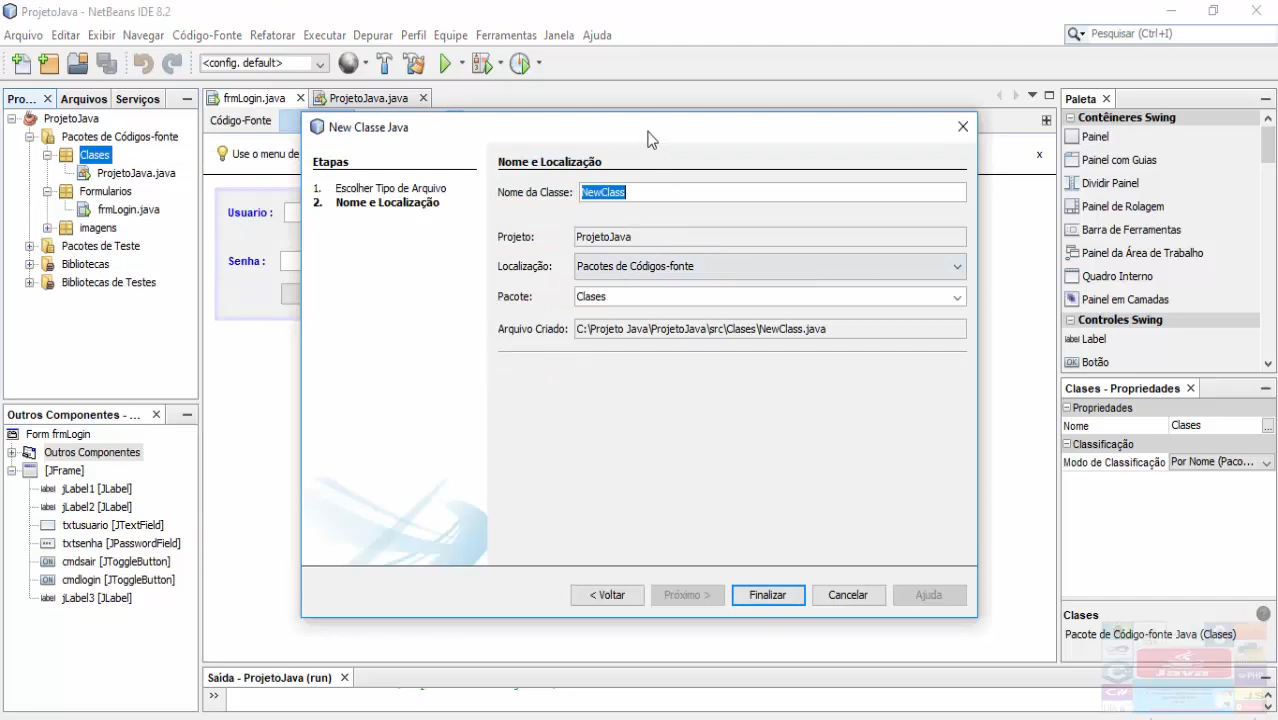 ProjetoJava - NetBeans IDE 8.2
Arquivo Editar Exibir Navegar Código-Fonte Refatorar Executar Depurar Perfil Equipe Ferramentas Janela Ajuda
Pesquisar (Ctrl+I)
<config. default>
Pro... Arquivos Serviços
ProjetoJava
Pacotes de Códigos-fonte
Clases
ProjetoJava.java
Formularios
frmLogin.java
imagens
Pacotes de Teste
Bibliotecas
Bibliotecas de Testes
Outros Componentes - ...
Form frmLogin
Outros Componentes
[JFrame]
jLabel1 [JLabel]
jLabel2 [JLabel]
txtusuario [JTextField]
txtsenha [JPasswordField]
cmdsair [JToggleButton]
cmdlogin [JToggleButton]
jLabel3 [JLabel]
frmLogin.java ProjetoJava.java
Código-Fonte
Use o menu de
x
Usuario :
Senha :
New Classe Java
Etapas
1. Escolher Tipo de Arquivo
2. Nome e Localização
Nome e Localização
Nome da Classe: NewClass
Projeto: ProjetoJava
Localização: Pacotes de Códigos-fonte
Pacote: Clases
Arquivo Criado: C:\Projeto Java\ProjetoJava\src\Clases\NewClass.java
< Voltar Próximo > Finalizar Cancelar Ajuda
Saída - ProjetoJava (run)
>>
Paleta
Contêineres Swing
Painel
Painel com Guias
Dividir Painel
Painel de Rolagem
Barra de Ferramentas
Painel da Área de Trabalho
Quadro Interno
Painel em Camadas
Controles Swing
label Label
OK Botão
Clases - Propriedades
Propriedades
Nome Clases ...
Classificação
Modo de Classificação Por Nome (Paco...
Clases
Pacote de Código-fonte Java (Clases)
Java